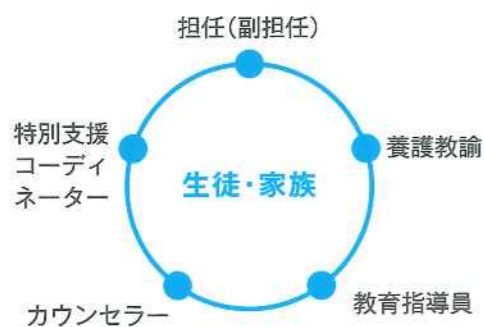 担任（副担任）
特別支援
コーディ
ネーター
養護教諭
生徒・家族
カウンセラー
教育指導員